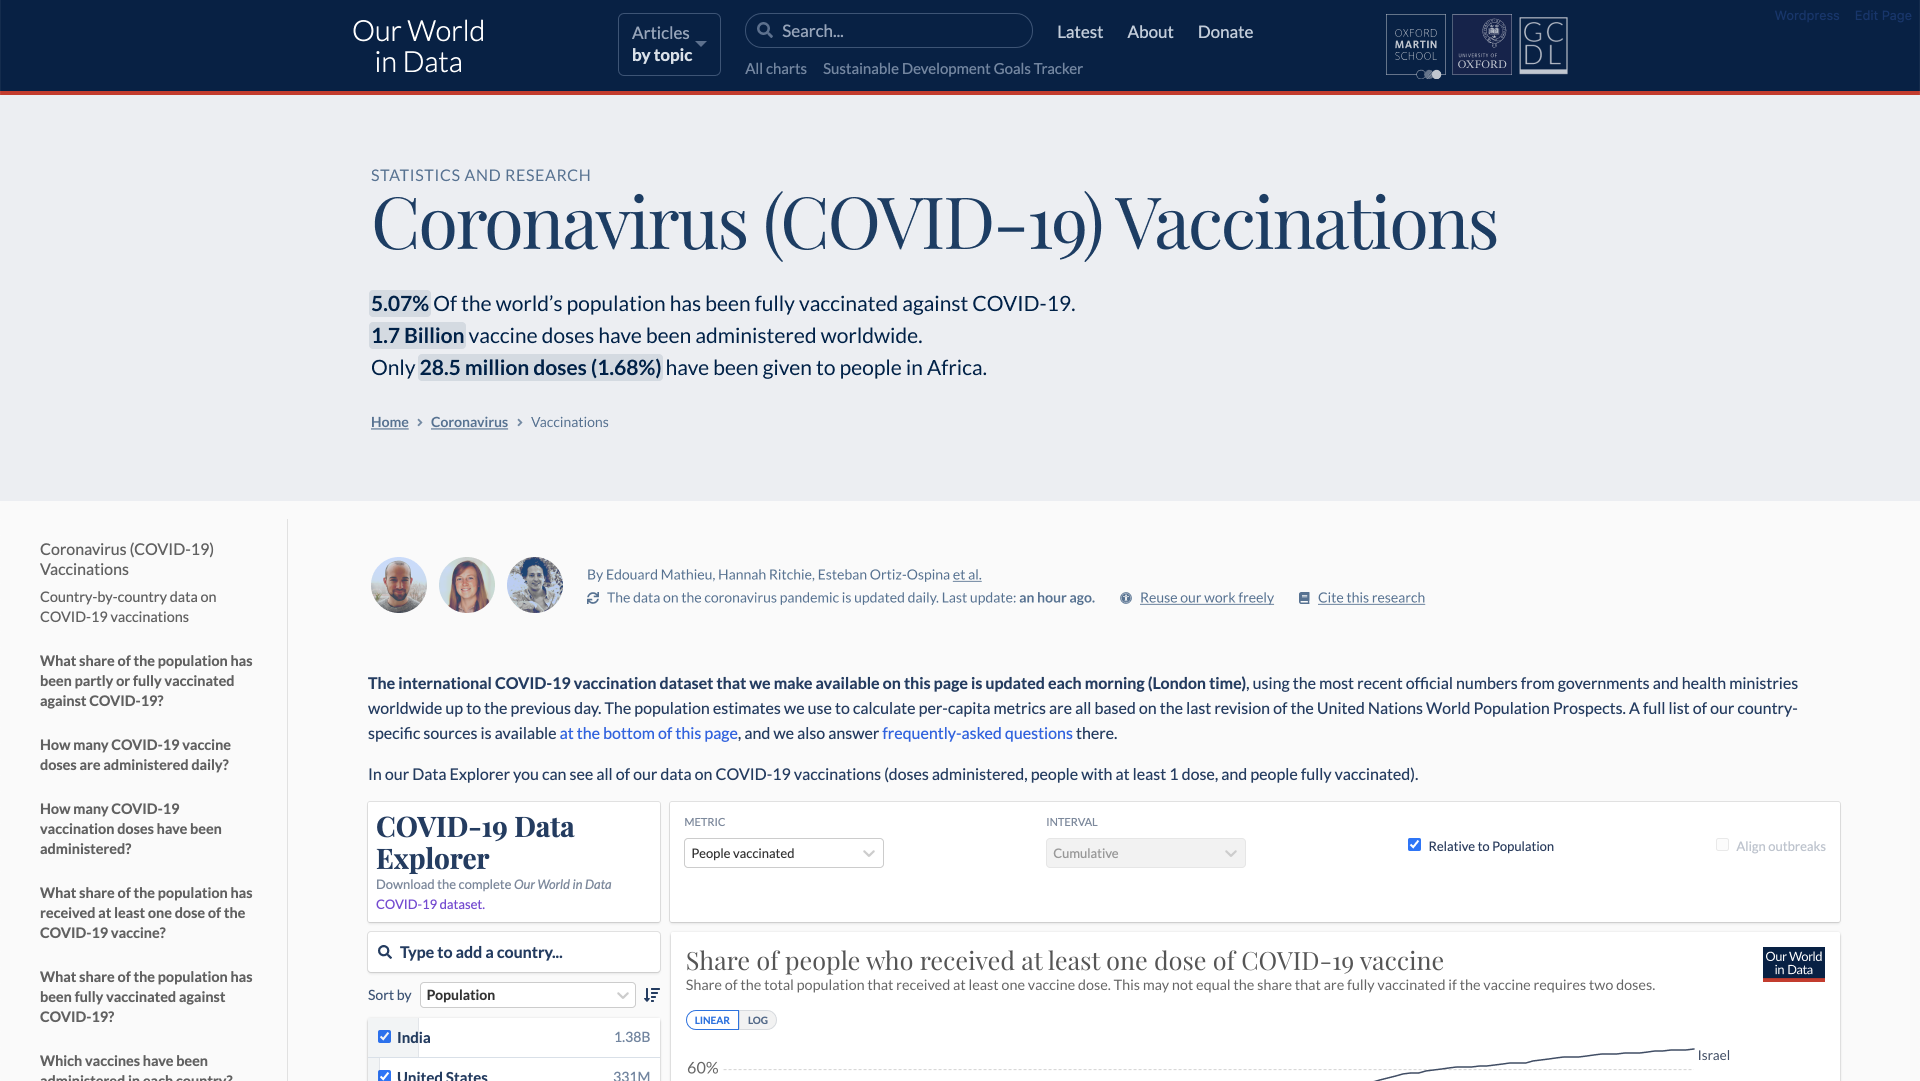 Our World
in Data
Articles
by topic
Search...
Latest
About
Donate
All charts
Sustainable Development Goals Tracker
OXFORD
MARTIN
SCHOOL
UNIVERSITY OF
OXFORD
GC
DL
Wordpress
Edit Page
STATISTICS AND RESEARCH
Coronavirus (COVID-19) Vaccinations
5.07% Of the world’s population has been fully vaccinated against COVID-19.
1.7 Billion vaccine doses have been administered worldwide.
Only 28.5 million doses (1.68%) have been given to people in Africa.
Home > Coronavirus > Vaccinations
Coronavirus (COVID-19)
Vaccinations
Country-by-country data on
COVID-19 vaccinations
What share of the population has
been partly or fully vaccinated
against COVID-19?
How many COVID-19 vaccine
doses are administered daily?
How many COVID-19
vaccination doses have been
administered?
What share of the population has
received at least one dose of the
COVID-19 vaccine?
What share of the population has
been fully vaccinated against
COVID-19?
Which vaccines have been
administered in each country?
By Edouard Mathieu, Hannah Ritchie, Esteban Ortiz-Ospina et al.
The data on the coronavirus pandemic is updated daily. Last update: an hour ago.
Reuse our work freely
Cite this research
The international COVID-19 vaccination dataset that we make available on this page is updated each morning (London time), using the most recent official numbers from governments and health ministries
worldwide up to the previous day. The population estimates we use to calculate per-capita metrics are all based on the last revision of the United Nations World Population Prospects. A full list of our country-
specific sources is available at the bottom of this page, and we also answer frequently-asked questions there.
In our Data Explorer you can see all of our data on COVID-19 vaccinations (doses administered, people with at least 1 dose, and people fully vaccinated).
COVID-19 Data
Explorer
Download the complete Our World in Data
COVID-19 dataset.
METRIC
People vaccinated
INTERVAL
Cumulative
Relative to Population
Align outbreaks
Type to add a country...
Sort by
Population
India
1.38B
United States
331M
Share of people who received at least one dose of COVID-19 vaccine
Share of the total population that received at least one vaccine dose. This may not equal the share that are fully vaccinated if the vaccine requires two doses.
Our World
in Data
LINEAR
LOG
60%
Israel